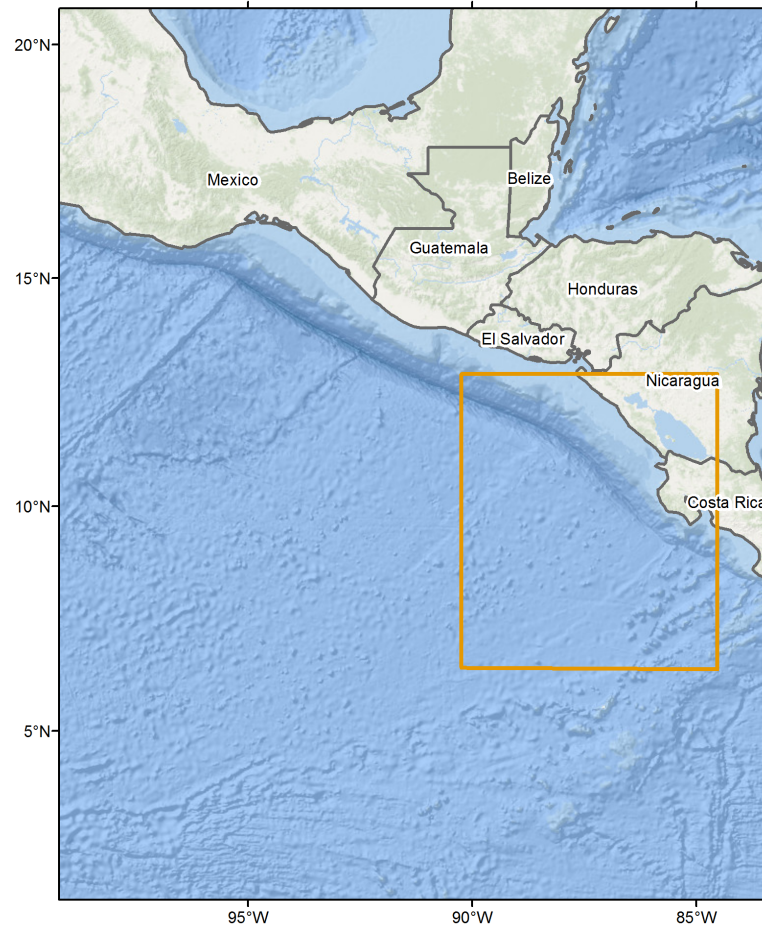 20°N
Mexico
Belize
Guatemala
15°N
Honduras
El Salvador
Nicaragua
10°N
Costa Rica
5°N
95°W
90°W
85°W